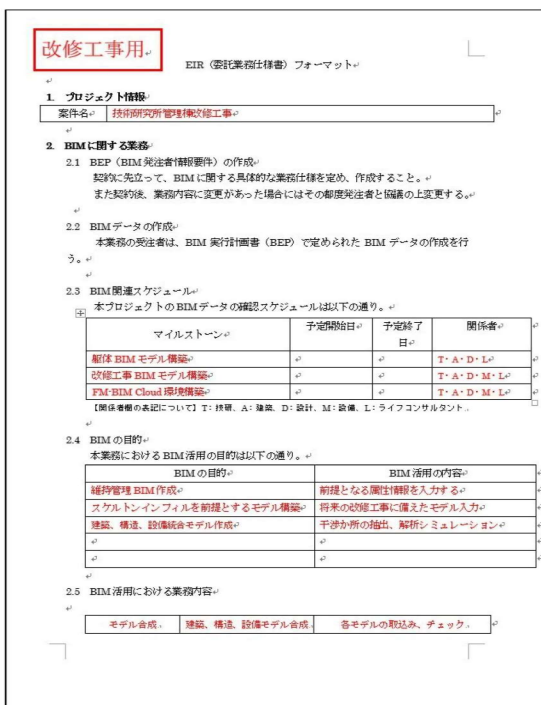 改修工事用
EIR（委託業務仕様書）フォーマット
1. プロジェクト情報
案件名 技術研究所管理棟改修工事
2. BIMに関する業務
2.1 BEP（BIM発注者情報要件）の作成
契約に先立って、BIMに関する具体的な業務仕様を定め、作成すること。
また契約後、業務内容に変更があった場合にはその都度発注者と協議の上変更する。
2.2 BIMデータの作成
本業務の受注者は、BIM 実行計画書（BEP）で定められた BIM データの作成を行
う。
2.3 BIM関連スケジュール
本プロジェクトのBIMデータの確認スケジュールは以下の通り。
マイルストーン 予定開始日 予定終了 関係者
日
躯体 BIM モデル構築 T・A・D・L
改修工事 BIM モデル構築 T・A・D・M・L
FM-BIM Cloud 環境構築 T・A・D・M・L
【関係者欄の表記について】T：技研、A：建築、D：設計、M：設備、L：ライフコンサルタント
2.4 BIMの目的
本業務におけるBIM活用の目的は以下の通り。
BIMの目的 BIM活用の内容
維持管理 BIM作成 前提となる属性情報を入力する
スケルトンインフィルを前提とするモデル構築 将来の改修工事に備えたモデル入力
建築、構造、設備統合モデル作成 干渉か所の抽出、解析シミュレーション
2.5 BIM活用における業務内容
モデル合成 建築、構造、設備モデル合成 各モデルの取込み、チェック